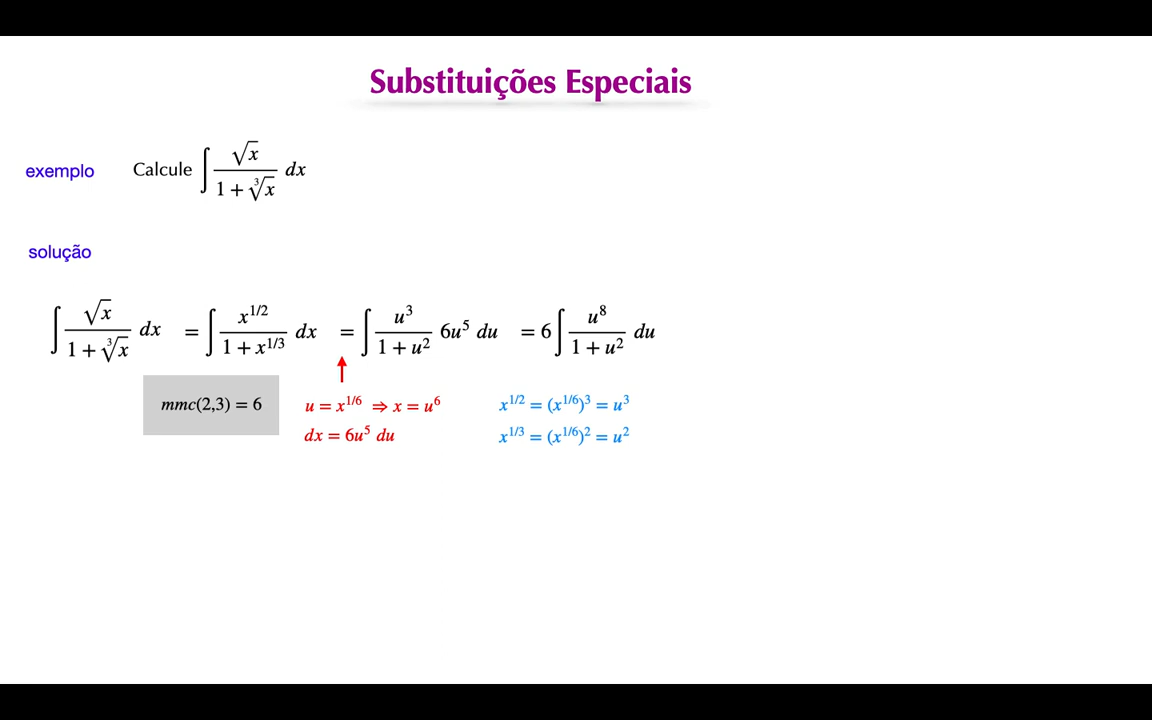 Substituições Especiais
exemplo Calcule ∫ √x / (1 + ∛x) dx
solução
∫ √x / (1 + ∛x) dx = ∫ x^{1/2} / (1 + x^{1/3}) dx = ∫ u³ / (1 + u²) 6u⁵ du = 6 ∫ u⁸ / (1 + u²) du
mmc(2,3) = 6 u = x^{1/6} ⇒ x = u⁶ x^{1/2} = (x^{1/6})³ = u³
dx = 6u⁵ du x^{1/3} = (x^{1/6})² = u²